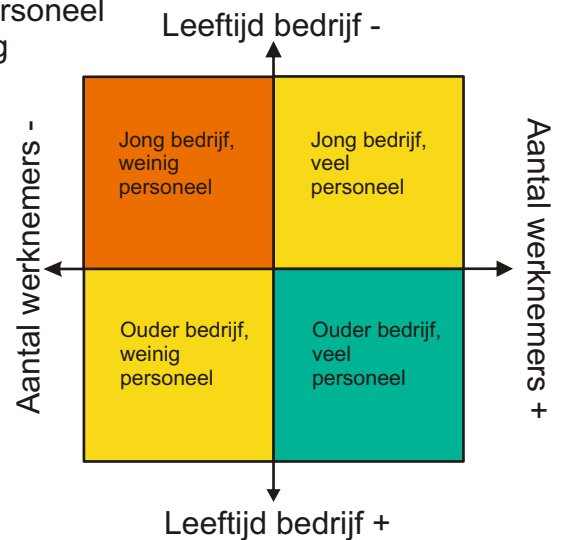 Leeftijd bedrijf -
Jong bedrijf,
weinig
personeel
Jong bedrijf,
veel
personeel
Aantal werknemers -
Aantal werknemers +
Ouder bedrijf,
weinig
personeel
Ouder bedrijf,
veel
personeel
Leeftijd bedrijf +